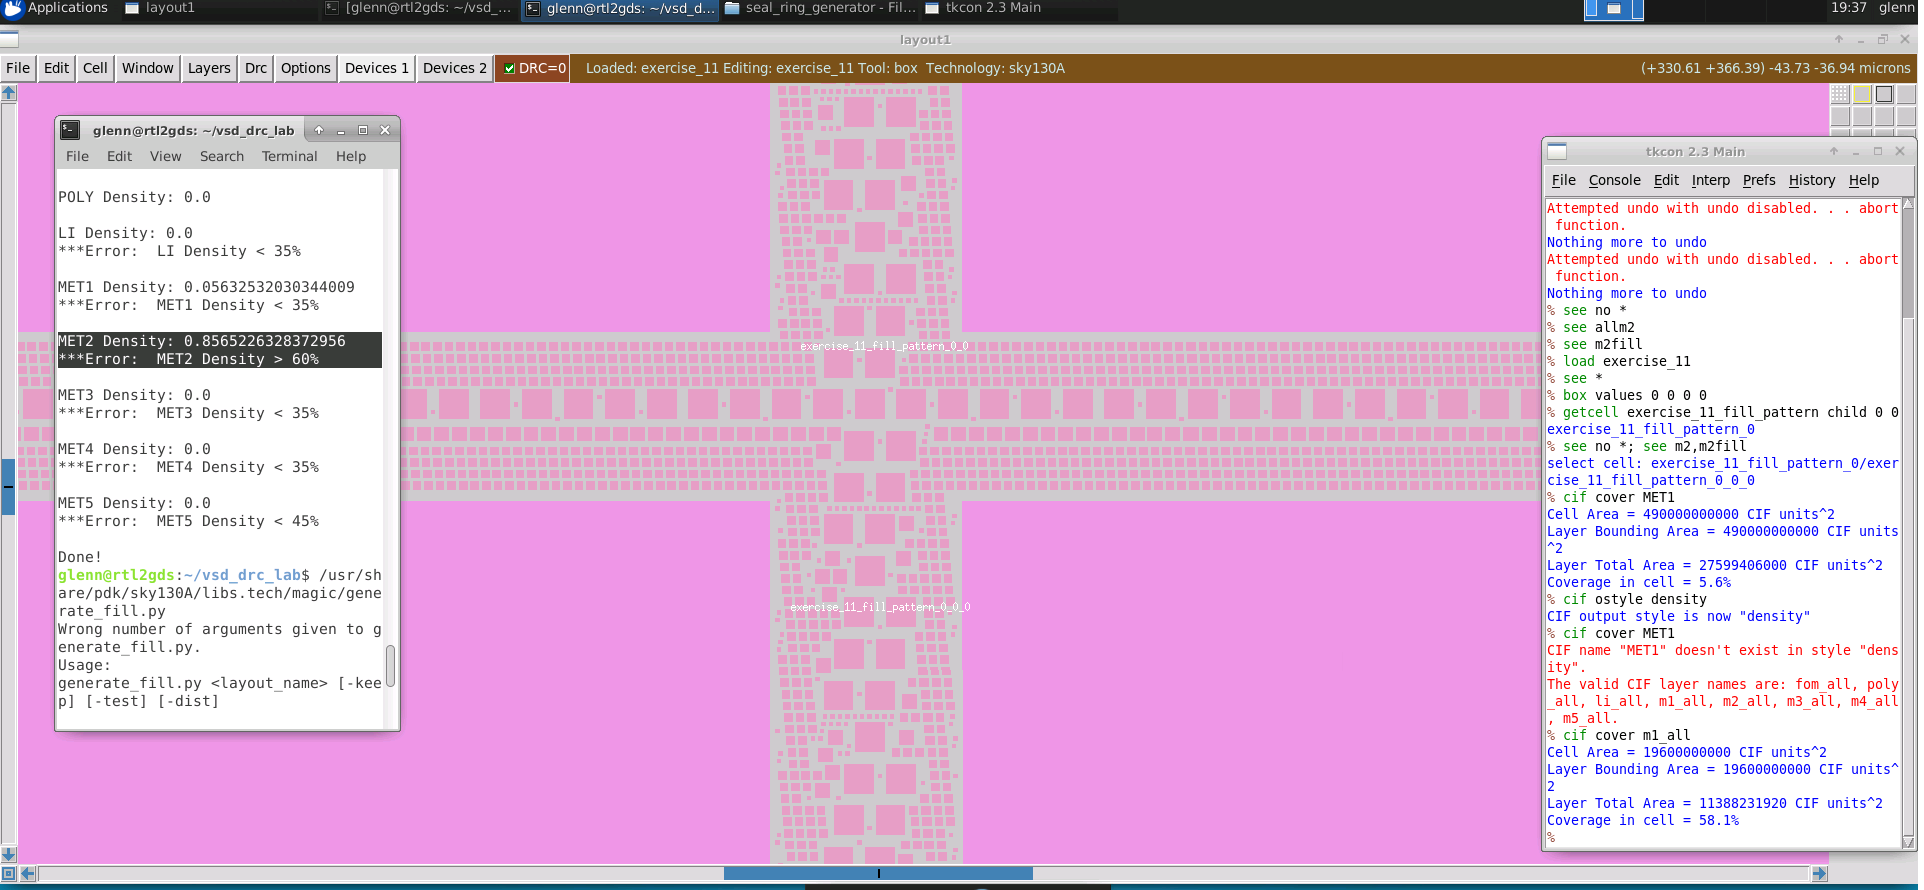 Applications
layout1
[glenn@rtl2gds: ~/vsd_...
glenn@rtl2gds: ~/vsd_d...
seal_ring_generator - Fil...
tkcon 2.3 Main
19:37
glenn
layout1
File Edit Cell Window Layers Drc Options Devices 1 Devices 2 DRC=0 Loaded: exercise_11 Editing: exercise_11 Tool: box Technology: sky130A (+330.61 +366.39) -43.73 -36.94 microns
glenn@rtl2gds: ~/vsd_drc_lab
File Edit View Search Terminal Help
POLY Density: 0.0
LI Density: 0.0
***Error:  LI Density < 35%
MET1 Density: 0.05632532030344009
***Error:  MET1 Density < 35%
MET2 Density: 0.8565226328372956
***Error:  MET2 Density > 60%
MET3 Density: 0.0
***Error:  MET3 Density < 35%
MET4 Density: 0.0
***Error:  MET4 Density < 35%
MET5 Density: 0.0
***Error:  MET5 Density < 45%
Done!
glenn@rtl2gds:~/vsd_drc_lab$ /usr/sh
are/pdk/sky130A/libs.tech/magic/gene
rate_fill.py
Wrong number of arguments given to g
enerate_fill.py.
Usage:
generate_fill.py <layout_name> [-kee
p] [-test] [-dist]
exercise_11_fill_pattern_0_0
exercise_11_fill_pattern_0_0_0
tkcon 2.3 Main
File Console Edit Interp Prefs History Help
Attempted undo with undo disabled. . . abort
function.
Nothing more to undo
Attempted undo with undo disabled. . . abort
function.
Nothing more to undo
% see no *
% see allm2
% see m2fill
% load exercise_11
% see *
% box values 0 0 0 0
% getcell exercise_11_fill_pattern child 0 0
exercise_11_fill_pattern_0
% see no *; see m2,m2fill
select cell: exercise_11_fill_pattern_0/exer
cise_11_fill_pattern_0_0_0
% cif cover MET1
Cell Area = 490000000000 CIF units^2
Layer Bounding Area = 490000000000 CIF units
^2
Layer Total Area = 27599406000 CIF units^2
Coverage in cell = 5.6%
% cif ostyle density
CIF output style is now "density"
% cif cover MET1
CIF name "MET1" doesn't exist in style "dens
ity".
The valid CIF layer names are: fom_all, poly
_all, li_all, m1_all, m2_all, m3_all, m4_all
, m5_all.
% cif cover m1_all
Cell Area = 19600000000 CIF units^2
Layer Bounding Area = 19600000000 CIF units^
2
Layer Total Area = 11388231920 CIF units^2
Coverage in cell = 58.1%
%